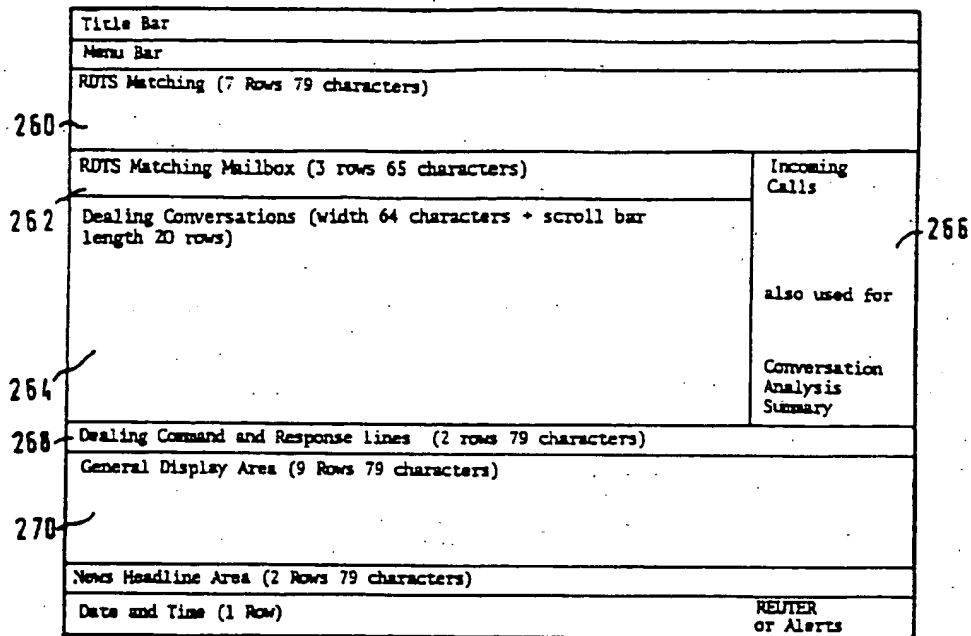 Title Bar
Menu Bar
RDTS Matching (7 Rows 79 characters)
260
RDTS Matching Mailbox (3 rows 65 characters)
Incoming
Calls
262
Dealing Conversations (width 64 characters + scroll bar
length 20 rows)
266
also used for
264
Conversation
Analysis
Summary
268
Dealing Command and Response lines (2 rows 79 characters)
General Display Area (9 Rows 79 characters)
270
News Headline Area (2 Rows 79 characters)
Date and Time (1 Row)
REUTER
or Alerts